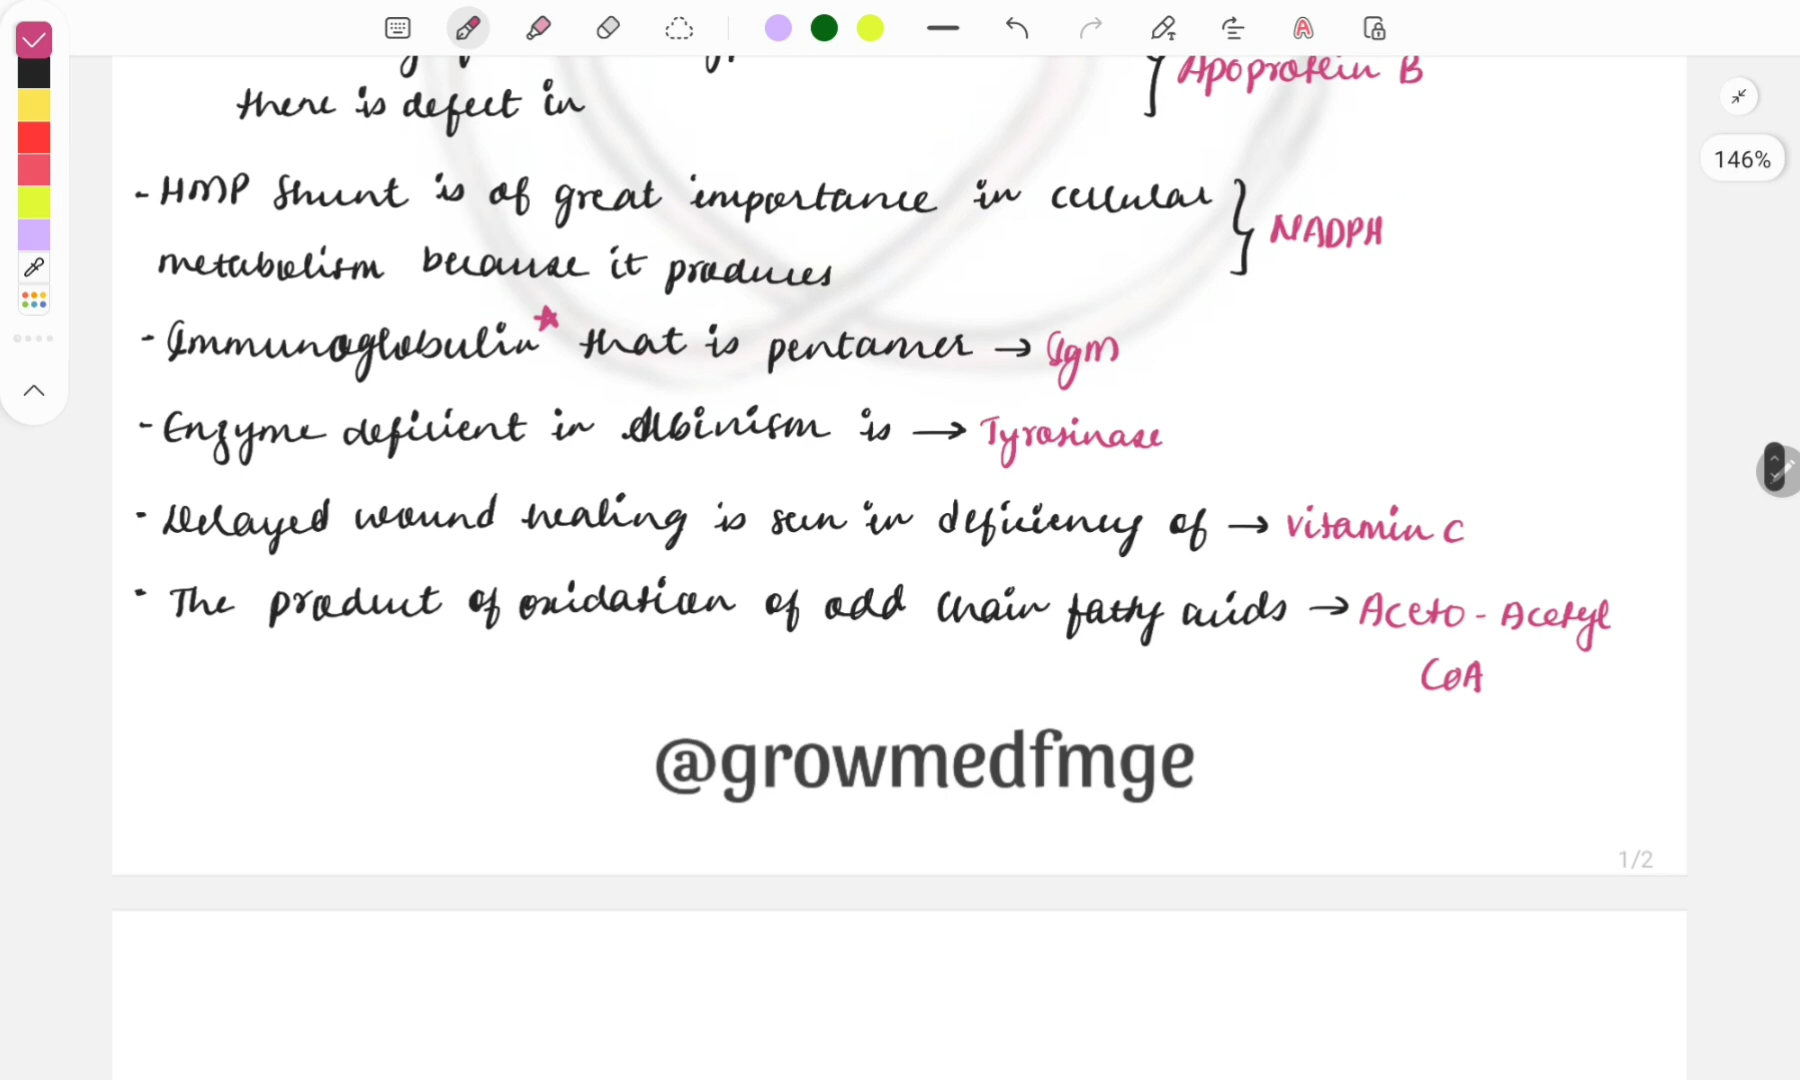 146%
Apoprotein B
there is defect in
- HMP Shunt is of great importance in cellular
metabolism because it produces
NADPH
- Immunoglobulin* that is pentamer → IgM
- Enzyme deficient in Albinism is → Tyrosinase
- Delayed wound healing is seen in deficiency of → Vitamin C
- The product of oxidation of odd chain fatty acids → Aceto-Acetyl
CoA
@growmedfmge
1/2